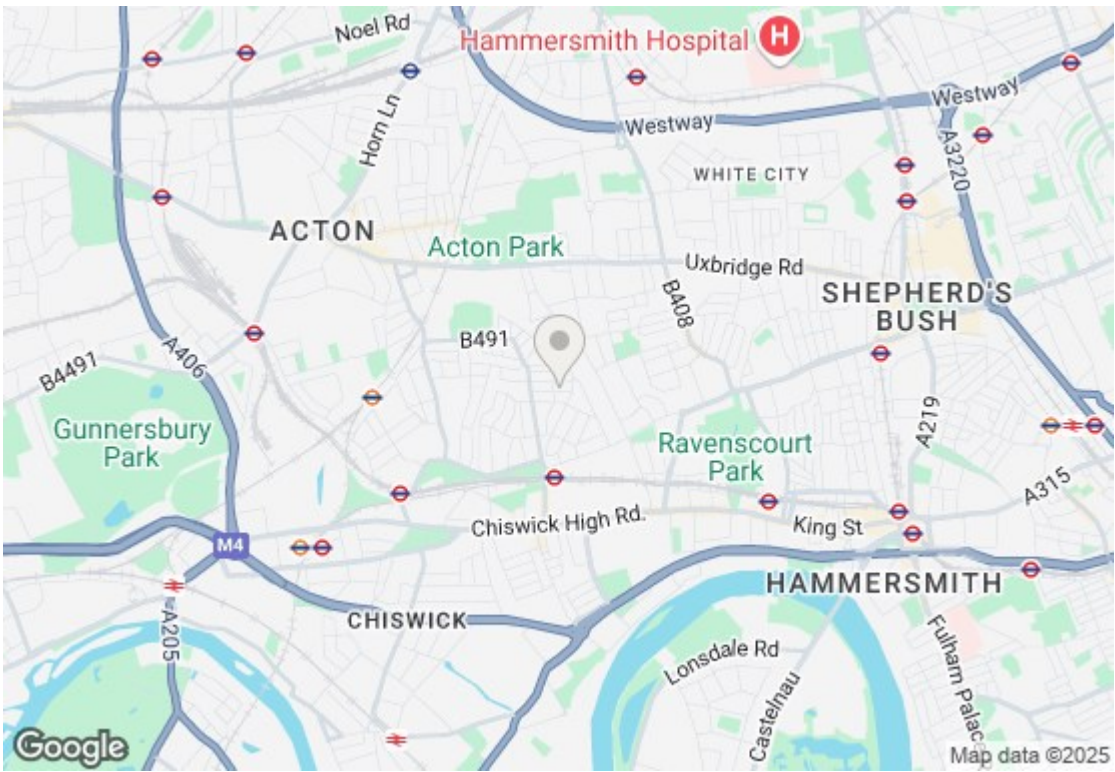 Noel Rd
Hammersmith Hospital
H
Horn Ln
Westway
Westway
A3220
WHITE CITY
ACTON
Acton Park
Uxbridge Rd
B408
SHEPHERD'S
BUSH
B491
A406
B4491
Gunnersbury
Park
A219
Ravenscourt
Park
A315
Chiswick High Rd.
King St
M4
HAMMERSMITH
A205
CHISWICK
Lonsdale Rd
Castelnau
Fulham Palace
Google
Map data ©2025